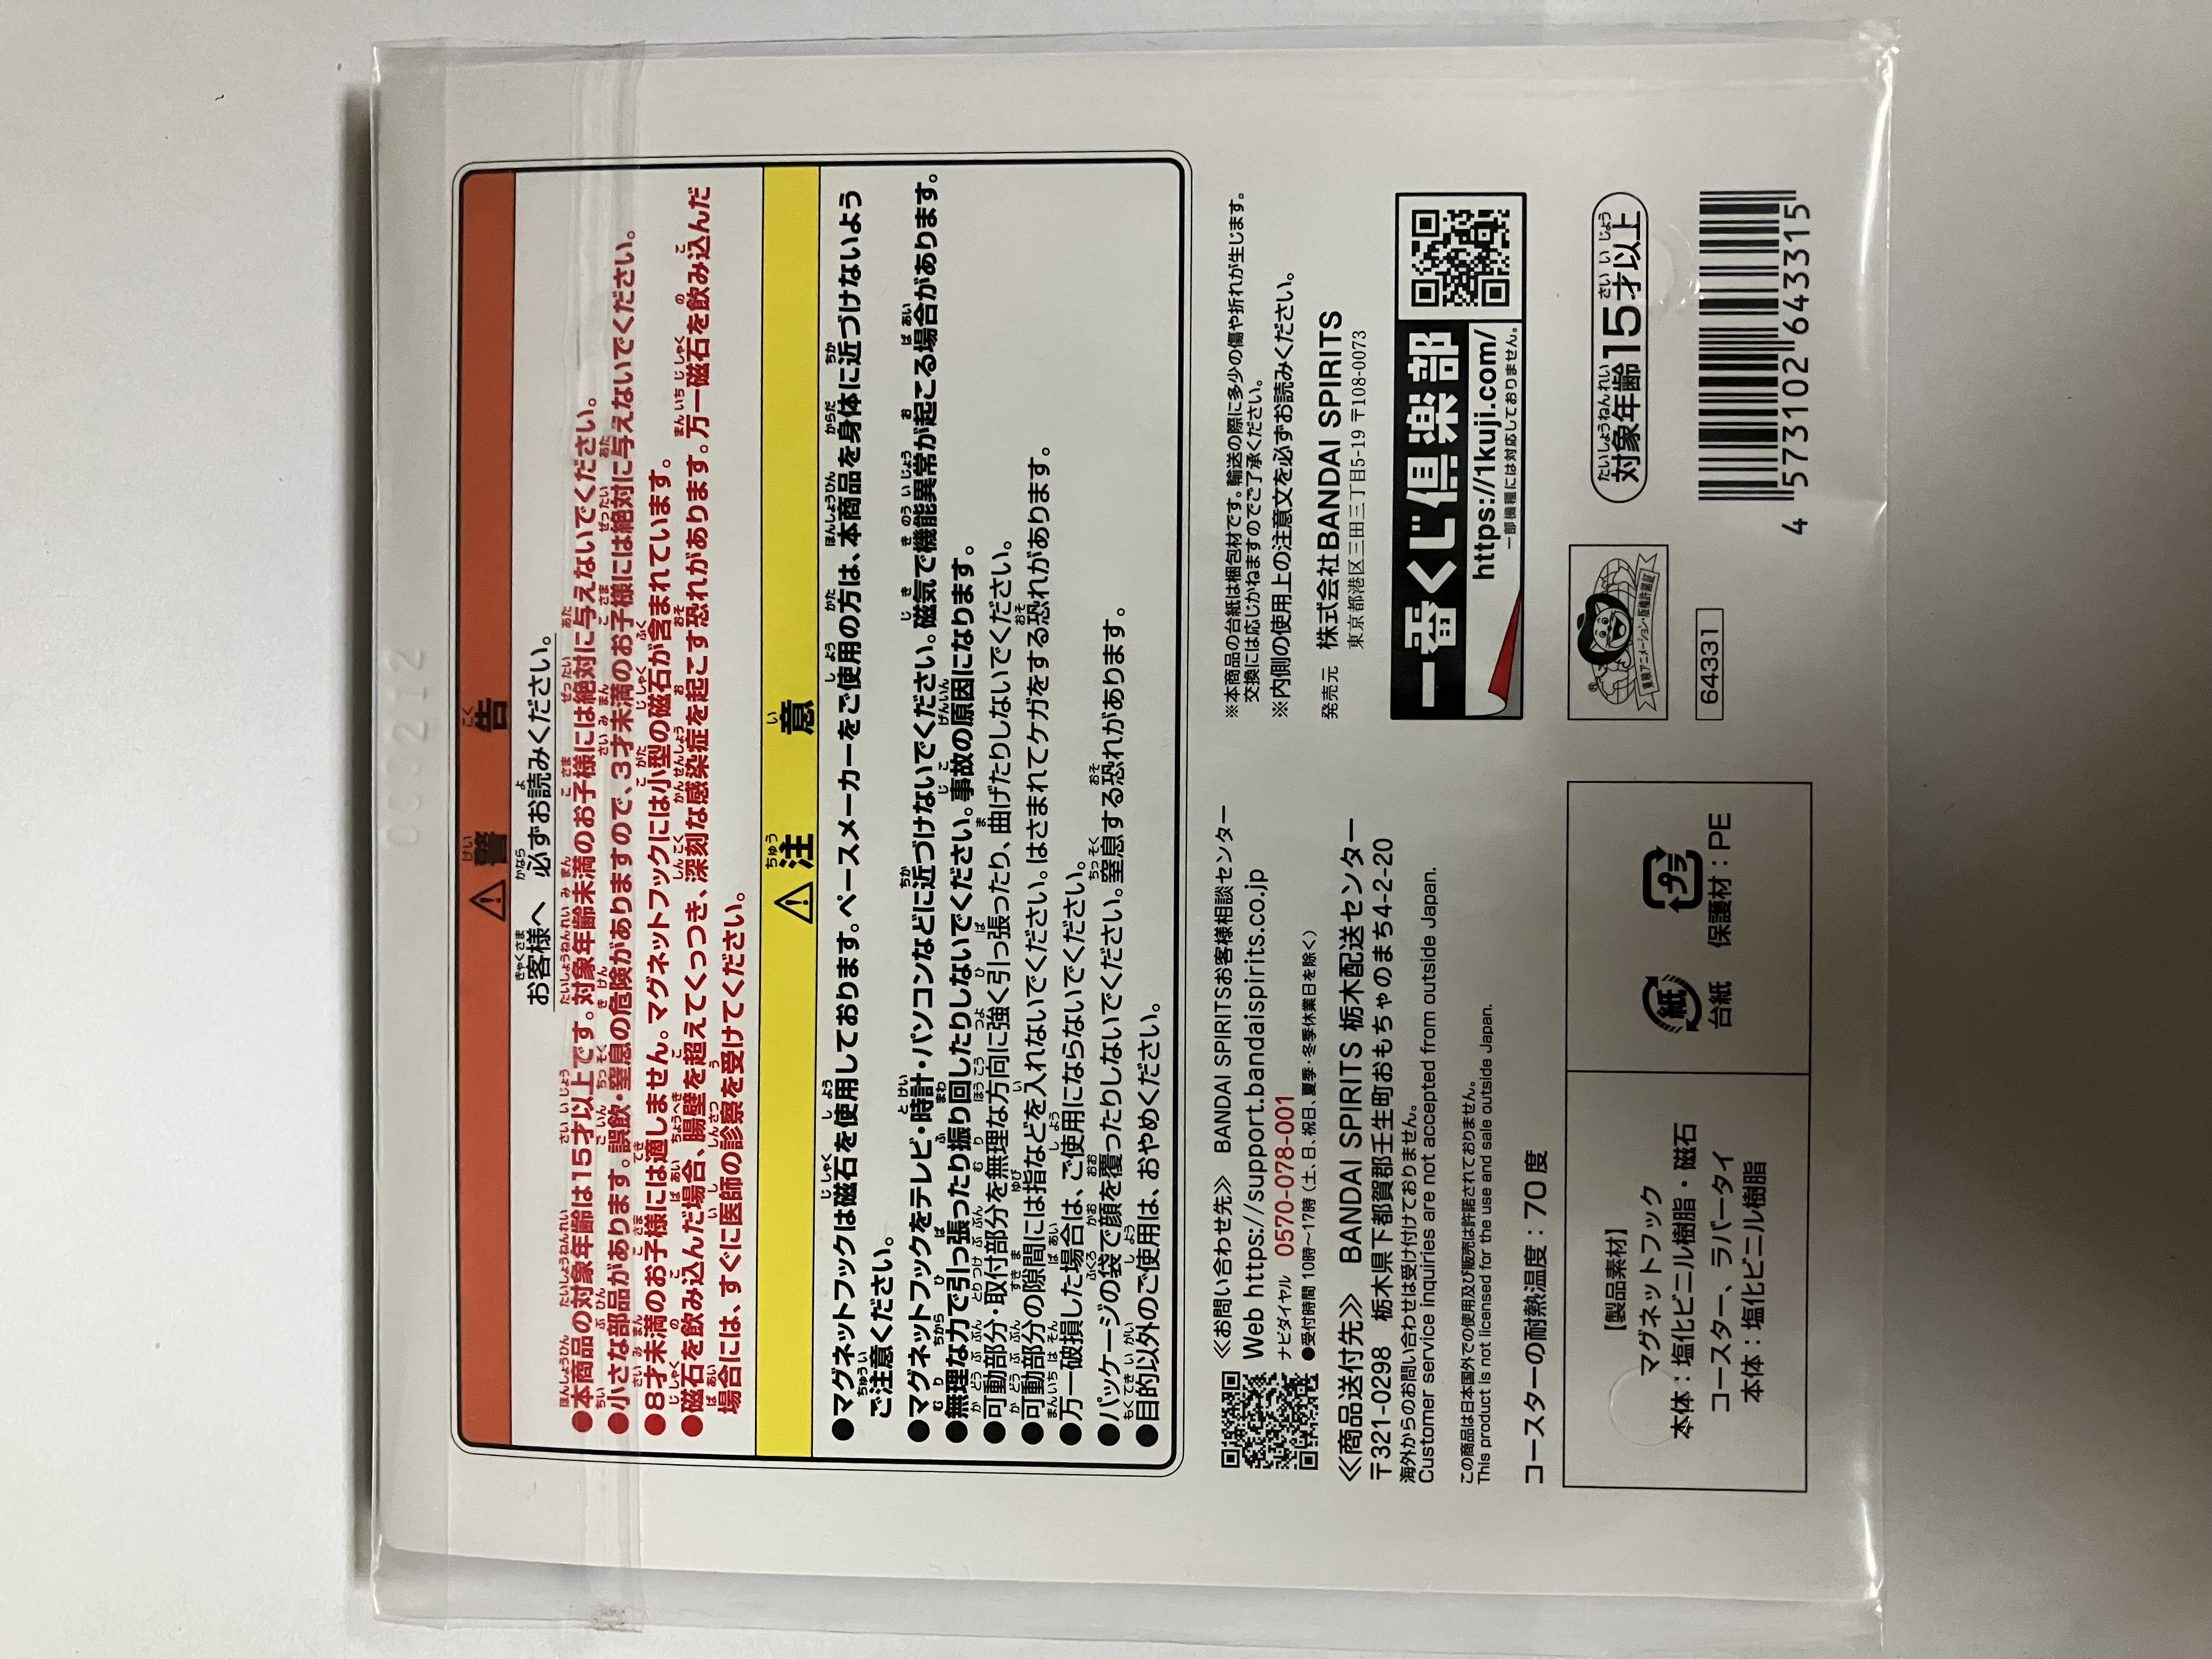 ⚠警告
お客様へ 必ずお読みください。
●本商品の対象年齢は15才以上です。対象年齢未満のお子様には絶対に与えないでください。
●小さな部品があります。誤飲・窒息の危険がありますので、3才未満のお子様には絶対に与えないでください。
●8才未満のお子様には適しません。マグネットフックには小型の磁石が含まれています。
●磁石を飲み込んだ場合、腸壁を超えてくっつき、深刻な感染症を起こす恐れがあります。万一磁石を飲み込んだ
場合には、すぐに医師の診察を受けてください。
⚠注意
●マグネットフックは磁石を使用しております。ペースメーカーをご使用の方は、本商品を身体に近づけないよう
ご注意ください。
●マグネットフックをテレビ・時計・パソコンなどに近づけないでください。磁気で機能異常が起こる場合があります。
●無理な力で引っ張ったり振り回したりしないでください。事故の原因になります。
●可動部分・取付部分を無理な方向に強く引っ張ったり、曲げたりしないでください。
●可動部分の隙間には指などを入れないでください。はさまれてケガをする恐れがあります。
●万一破損した場合は、ご使用にならないでください。
●パッケージの袋で顔を覆ったりしないでください。窒息する恐れがあります。
●目的以外のご使用は、おやめください。
≪お問い合わせ先≫ BANDAI SPIRITSお客様相談センター
Web https://support.bandaispirits.co.jp
ナビダイヤル 0570-078-001
●受付時間 10時～17時（土、日、祝日、夏季・冬季休業日を除く）
≪商品送付先≫ BANDAI SPIRITS 栃木配送センター
〒321-0298 栃木県下都賀郡壬生町おもちゃのまち4-2-20
海外からのお問い合わせは受け付けておりません。
Customer service inquiries are not accepted from outside Japan.
この商品は日本国外での使用及び販売は許諾されておりません。
This product is not licensed for the use and sale outside Japan.
コースターの耐熱温度：70度
【製品素材】
マグネットフック
本体：塩化ビニル樹脂・磁石
コースター、ラバータイ
本体：塩化ビニル樹脂
紙
台紙
プラ
保護材：PE
※本商品の台紙は梱包材です。輸送の際に多少の傷や折れが生じます。
交換には応じかねますのでご了承ください。
※内側の使用上の注意文を必ずお読みください。
発売元 株式会社BANDAI SPIRITS
東京都港区三田三丁目5-19 〒108-0073
一番くじ倶楽部
https://1kuji.com/
一部機種には対応しておりません。
®
東映アニメーション・版権許諾証
64331
対象年齢15才以上
4 573102 643315